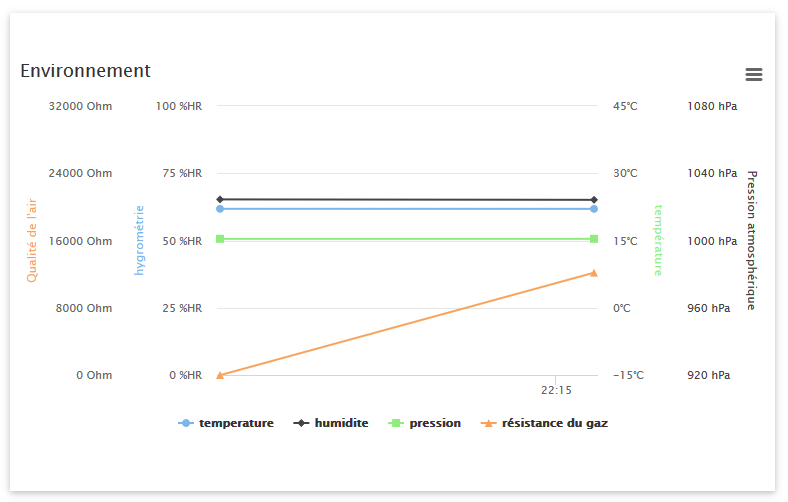 Environnement
32000 Ohm 100 %HR 45°C 1080 hPa
24000 Ohm 75 %HR 30°C 1040 hPa
16000 Ohm 50 %HR 15°C 1000 hPa
8000 Ohm 25 %HR 0°C 960 hPa
0 Ohm 0 %HR −15°C 920 hPa
Qualité de l'air
hygrométrie
température
Pression atmosphérique
22:15
temperature humidite pression résistance du gaz